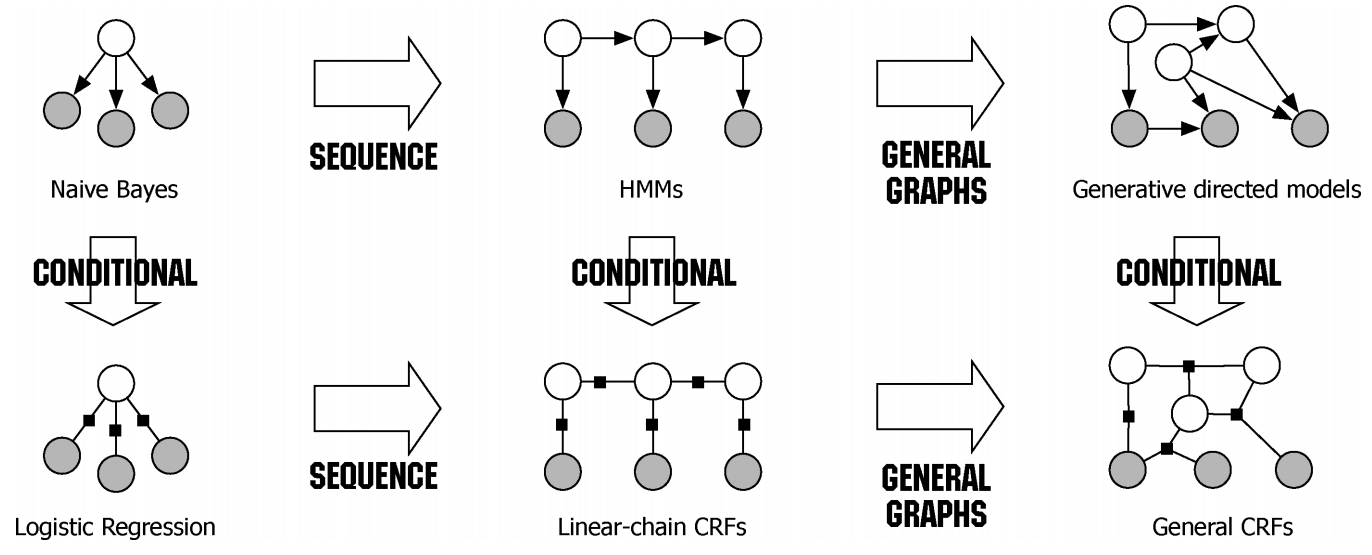 SEQUENCE
GENERAL
GRAPHS
Naive Bayes
HMMs
Generative directed models
CONDITIONAL
CONDITIONAL
CONDITIONAL
SEQUENCE
GENERAL
GRAPHS
Logistic Regression
Linear-chain CRFs
General CRFs